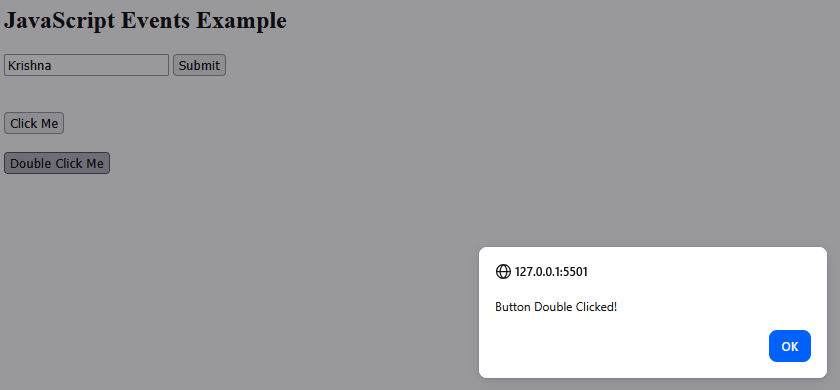 JavaScript Events Example
Krishna Submit
Click Me
Double Click Me
127.0.0.1:5501
Button Double Clicked!
OK